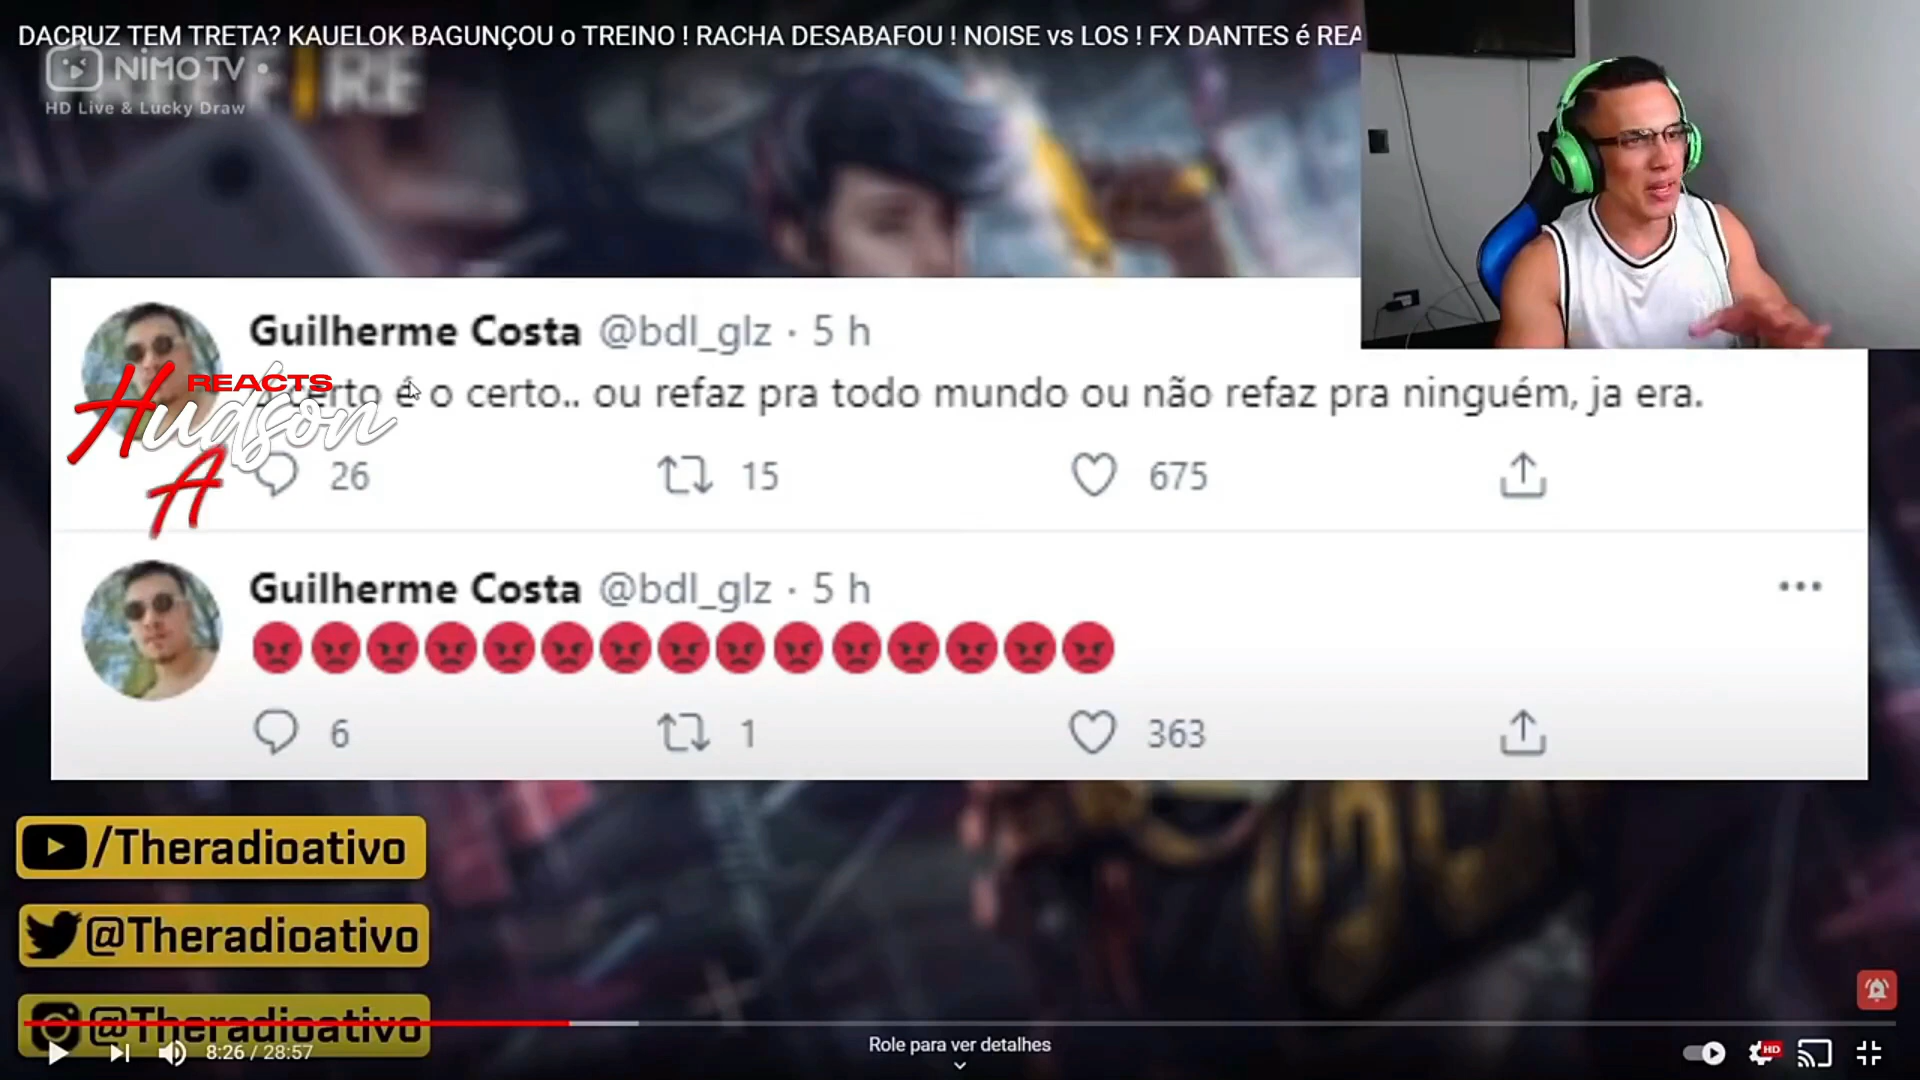 DACRUZ TEM TRETA? KAUELOK BAGUNÇOU o TREINO ! RACHA DESABAFOU ! NOISE vs LOS ! FX DANTES é REA
NIMO TV
HD Live & Lucky Draw
Guilherme Costa @bdl_glz · 5 h
é o certo.. ou refaz pra todo mundo ou não refaz pra ninguém, ja era.
REACTS
Hudson
A
26 15 675
Guilherme Costa @bdl_glz · 5 h
😡😡😡😡😡😡😡😡😡😡😡😡😡😡😡
6 1 363
/Theradioativo
@Theradioativo
@Theradioativo
8:26 / 28:57
Role para ver detalhes
HD